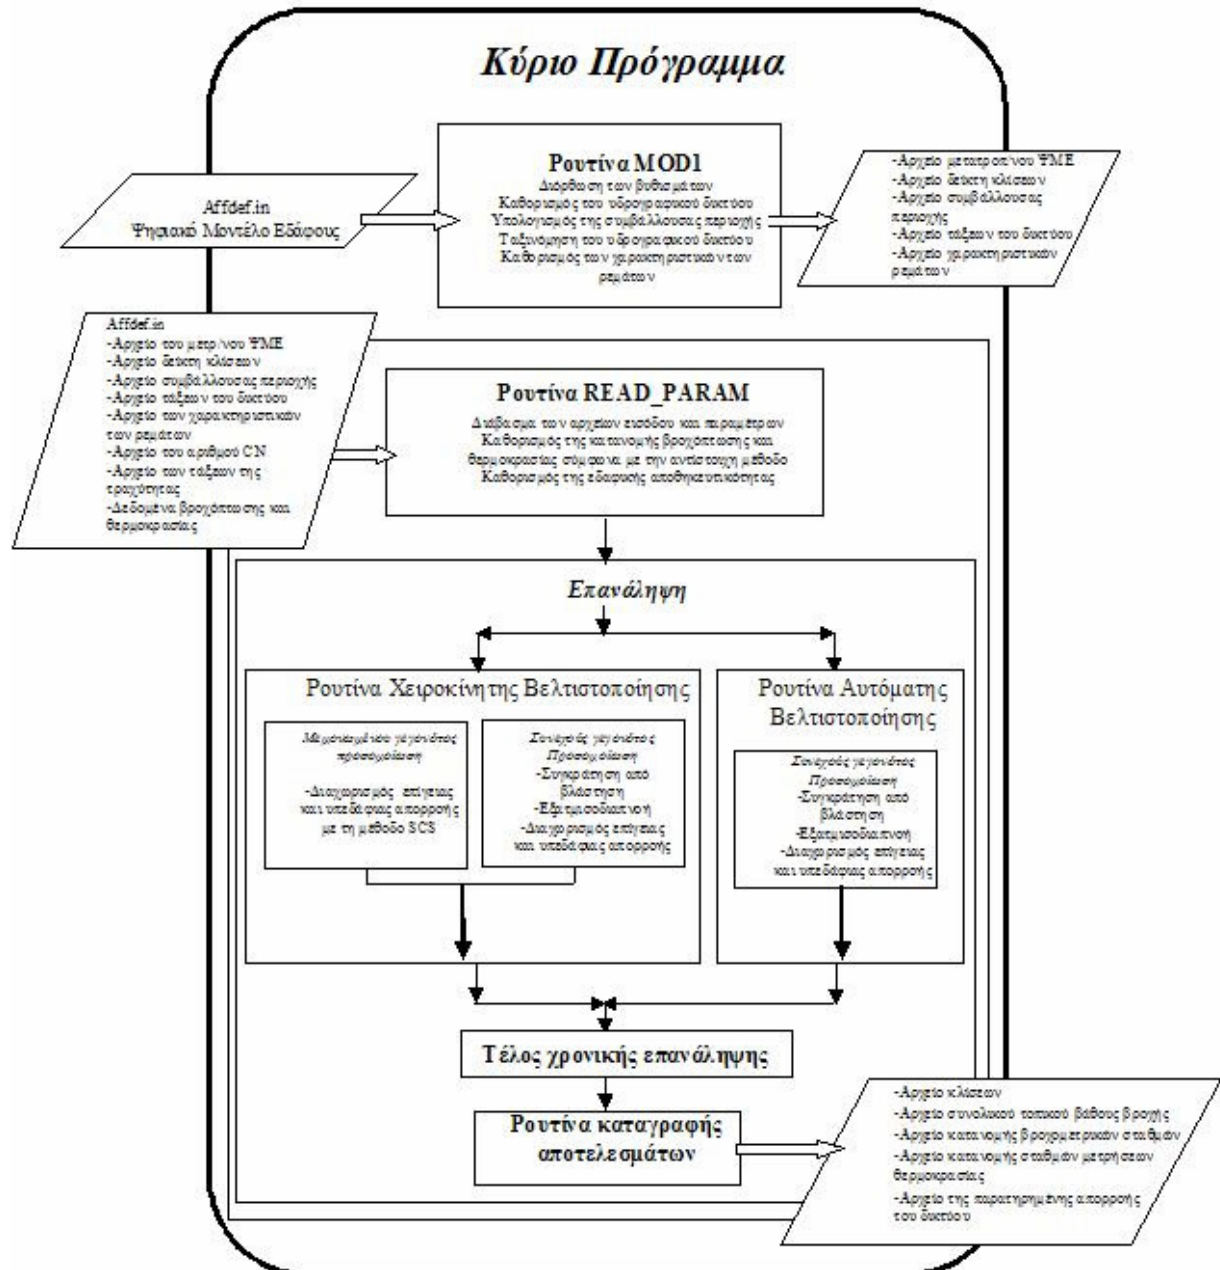 Κύριο Πρόγραμμα
Affdef.in
Ψηφιακό Μοντέλο Εδάφους
Ρουτίνα MOD1
Διόρθωση των βυθισμάτων
Καθορισμός του υδρογραφικού δικτύου
Υπολογισμός της συμβάλλουσας περιοχής
Ταξινόμηση του υδρογραφικού δικτύου
Καθορισμός των χαρακτηριστικών των
ρεμάτων
-Αρχείο μετατροπ/νου ΨΜΕ
-Αρχείο δείκτη κλίσεων
-Αρχείο συμβάλλουσας
περιοχής
-Αρχείο τάξεων του δικτύου
-Αρχείο χαρακτηριστικών
ρεμάτων
Affdef.in
-Αρχείο του μετρ/νου ΨΜΕ
-Αρχείο δείκτη κλίσεων
-Αρχείο συμβάλλουσας περιοχής
-Αρχείο τάξεων του δικτύου
-Αρχείο των χαρακτηριστικών
των ρεμάτων
-Αρχείο του αριθμού CN
-Αρχείο των τάξεων της
τραχύτητας
-Δεδομένα βροχόπτωσης και
θερμοκρασίας
Ρουτίνα READ_PARAM
Διάβασμα των αρχείων εισόδου και παραμέτρων
Καθορισμός της κατανομής βροχόπτωσης και
θερμοκρασίας σύμφωνα με την αντίστοιχη μέθοδο
Καθορισμός της εδαφικής αποθηκευτικότητας
Επανάληψη
Ρουτίνα Χειροκίνητης Βελτιστοποίησης
Μεμονωμένου γεγονότος
προσομοίωση
-Διαχωρισμός επίγειας
και υπεδάφιας απορροής
με τη μέθοδο SCS
Συνεχούς γεγονότος
Προσομοίωση
-Συγκράτηση από
βλάστηση
-Εξατμισοδιαπνοή
-Διαχωρισμός επίγειας
και υπεδάφιας απορροής
Ρουτίνα Αυτόματης
Βελτιστοποίησης
Συνεχούς γεγονότος
Προσομοίωση
-Συγκράτηση από
βλάστηση
-Εξατμισοδιαπνοή
-Διαχωρισμός επίγειας
και υπεδάφιας απορροής
Τέλος χρονικής επανάληψης
Ρουτίνα καταγραφής
αποτελεσμάτων
-Αρχείο κλίσεων
-Αρχείο συνολικού τοπικού βάθους βροχής
-Αρχείο κατανομής βροχομετρικών σταθμών
-Αρχείο κατανομής σταθμών μετρήσεων
θερμοκρασίας
-Αρχείο της παρατηρημένης απορροής
του δικτύου